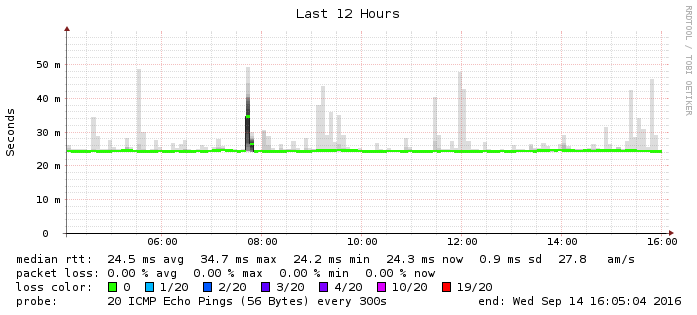 Last 12 Hours
RRDTOOL / TOBI OETIKER
Seconds
50 m
40 m
30 m
20 m
10 m
0
06:00 08:00 10:00 12:00 14:00 16:00
median rtt: 24.5 ms avg 34.7 ms max 24.2 ms min 24.3 ms now 0.9 ms sd 27.8 am/s
packet loss: 0.00 % avg 0.00 % max 0.00 % min 0.00 % now
loss color: 0 1/20 2/20 3/20 4/20 10/20 19/20
probe: 20 ICMP Echo Pings (56 Bytes) every 300s end: Wed Sep 14 16:05:04 2016